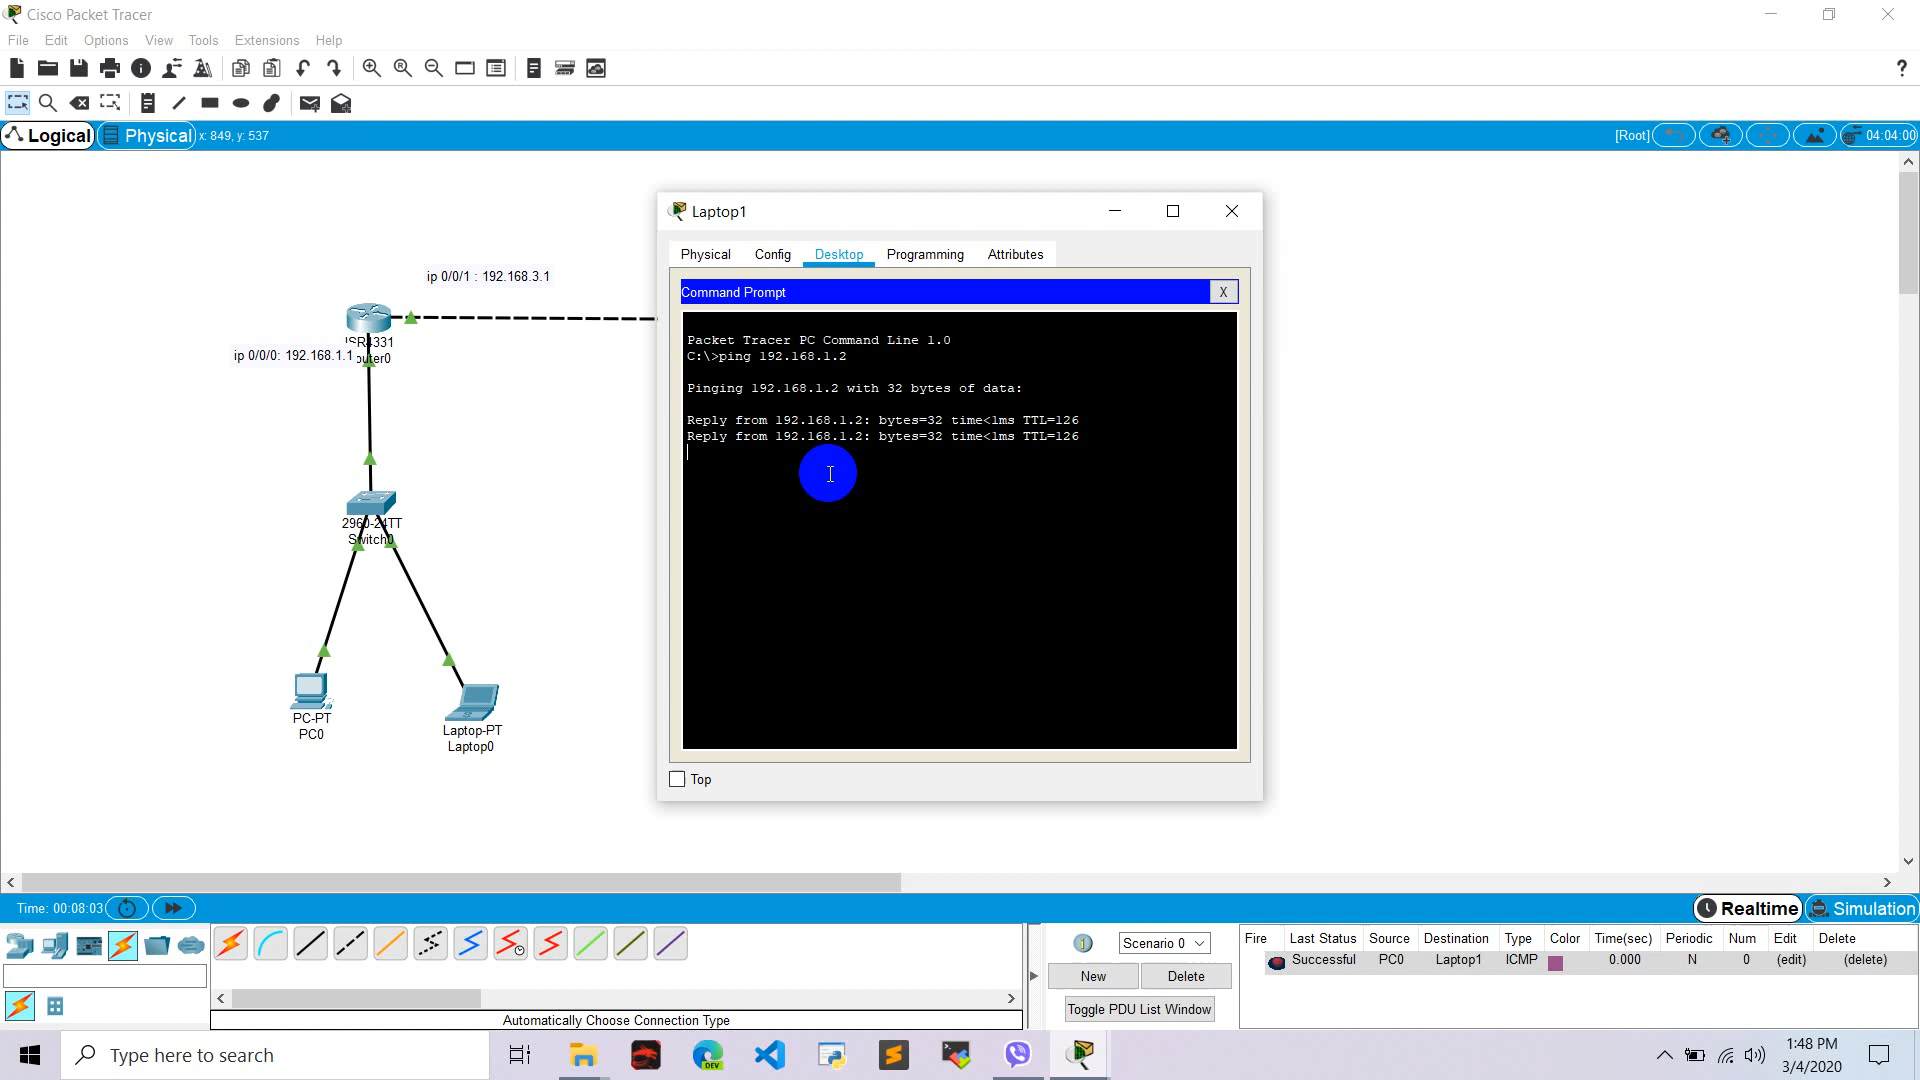 Cisco Packet Tracer
File Edit Options View Tools Extensions Help
?
Logical Physical x: 849, y: 537 [Root] 04:04:00
ip 0/0/1 : 192.168.3.1
ISR4331
ip 0/0/0: 192.168.1.1 outer0
2960-24TT
Switch0
PC-PT
PC0
Laptop-PT
Laptop0
Laptop1
Physical Config Desktop Programming Attributes
Command Prompt X
Packet Tracer PC Command Line 1.0
C:\>ping 192.168.1.2
Pinging 192.168.1.2 with 32 bytes of data:
Reply from 192.168.1.2: bytes=32 time<1ms TTL=126
Reply from 192.168.1.2: bytes=32 time<1ms TTL=126
Top
Time: 00:08:03 Realtime Simulation
Scenario 0
New Delete
Toggle PDU List Window
Fire Last Status Source Destination Type Color Time(sec) Periodic Num Edit Delete
Successful PC0 Laptop1 ICMP 0.000 N 0 (edit) (delete)
Automatically Choose Connection Type
Type here to search
DEV
1:48 PM
3/4/2020